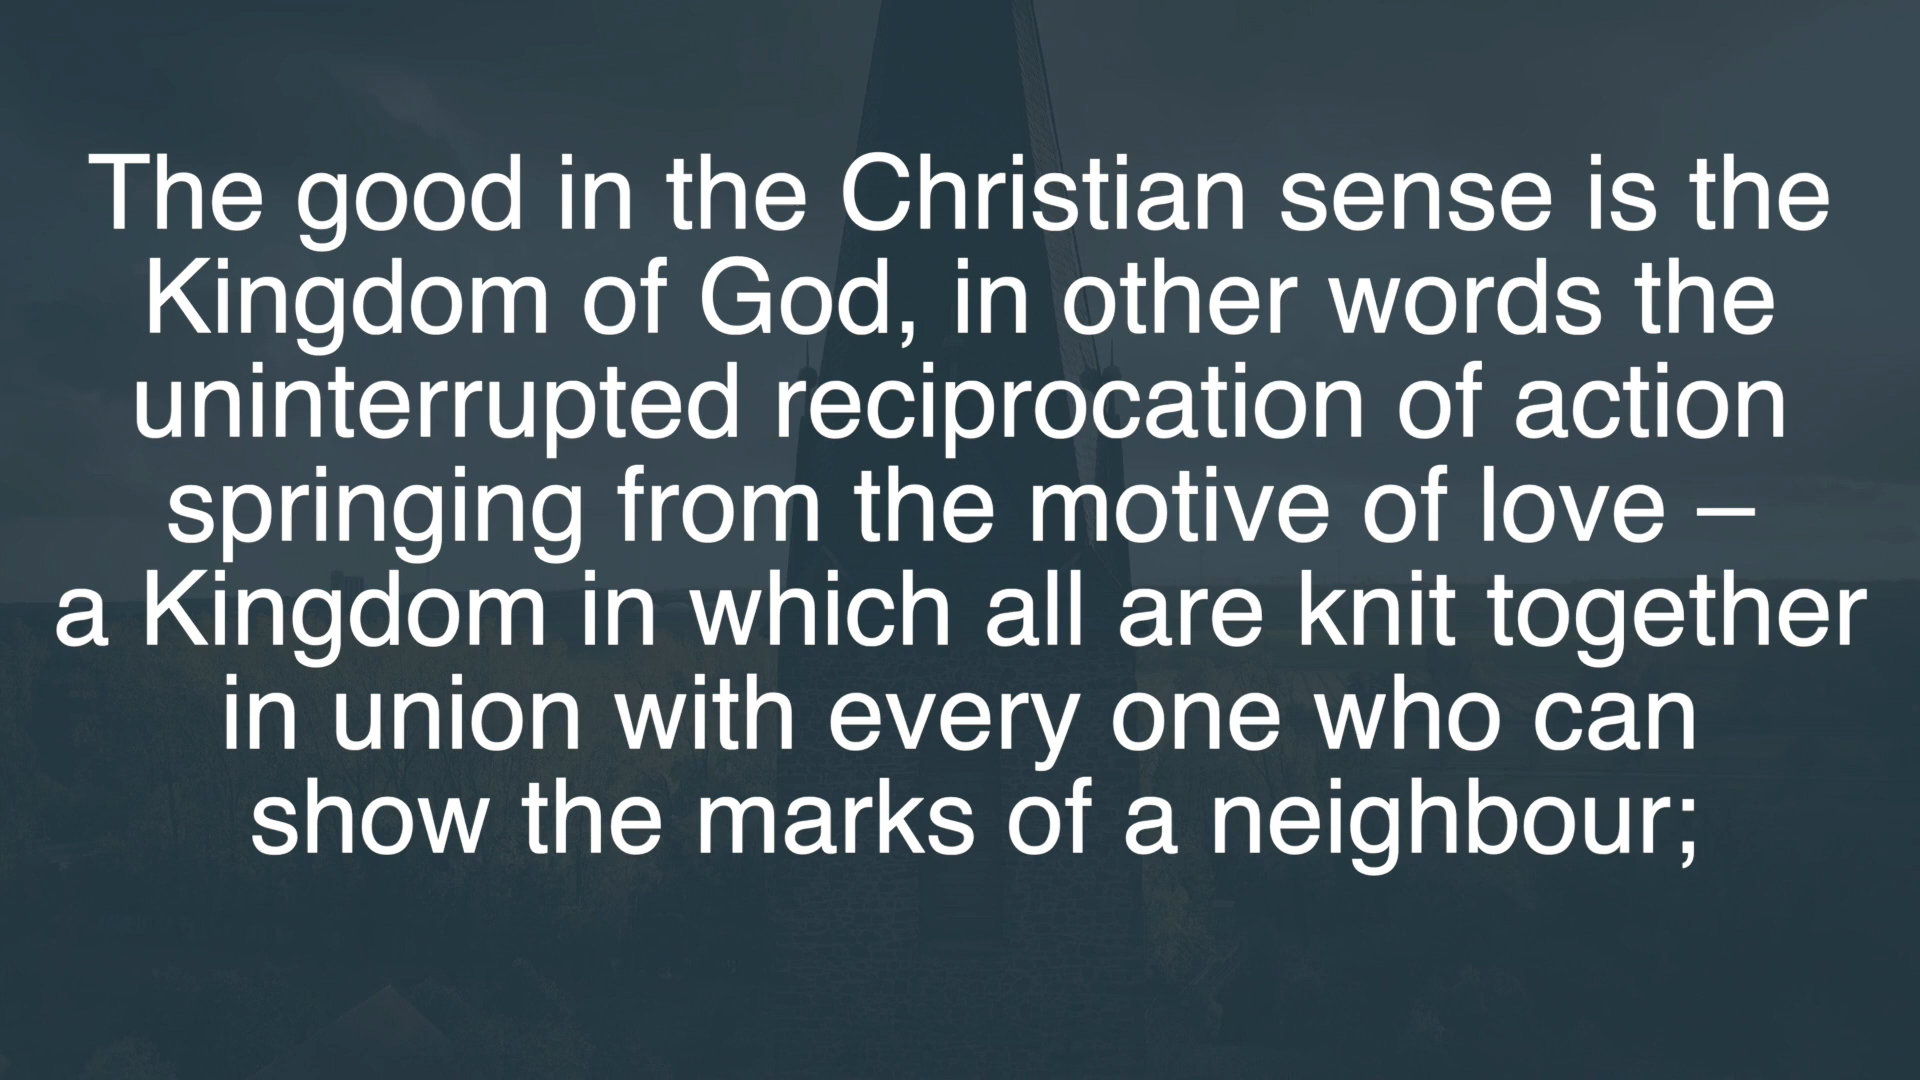 The good in the Christian sense is the
Kingdom of God, in other words the
uninterrupted reciprocation of action
springing from the motive of love –
a Kingdom in which all are knit together
in union with every one who can
show the marks of a neighbour;